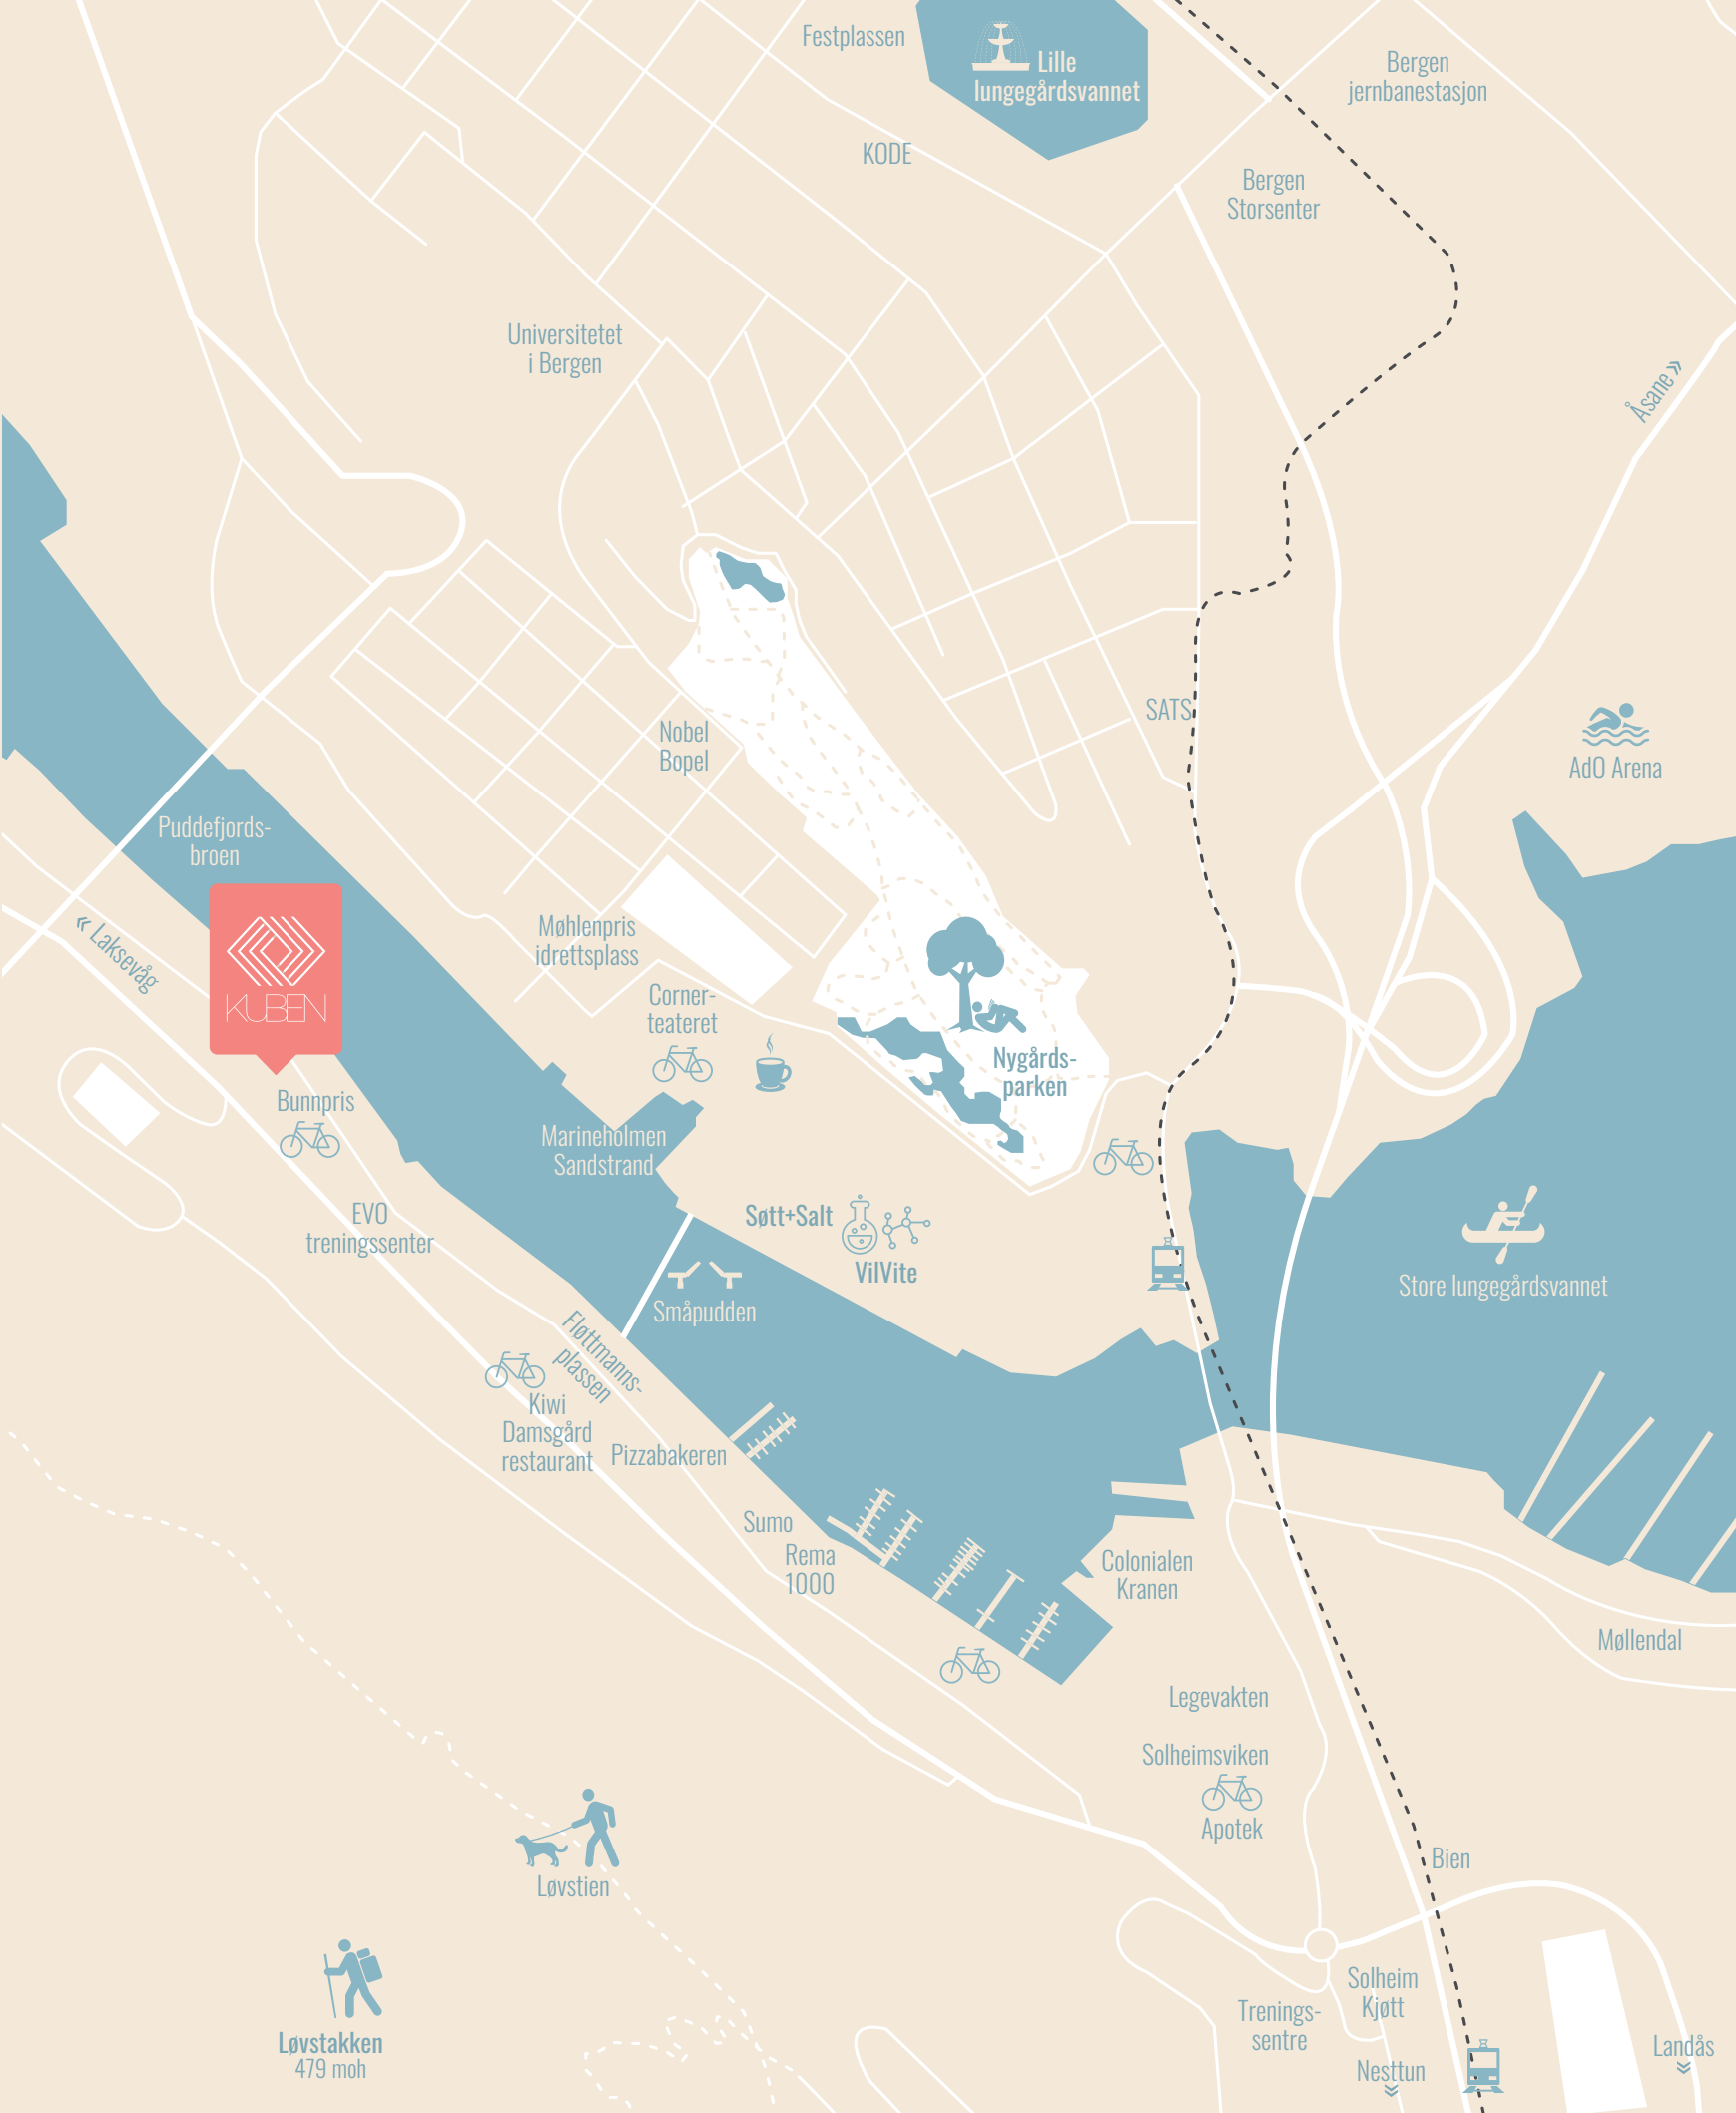 Festplassen
Lille
lungegårdsvannet
Bergen
jernbanestasjon
KODE
Bergen
Storsenter
Universitetet
i Bergen
Åsane »
SATS
Nobel
Bopel
AdO Arena
Puddefjords-
broen
« Laksevåg
KUBEN
Møhlenpris
idrettsplass
Corner-
teateret
Nygårds-
parken
Bunnpris
Marineholmen
Sandstrand
EVO
treningssenter
Søtt+Salt
VilVite
Småpudden
Store lungegårdsvannet
Fløttmanns-
plassen
Kiwi
Damsgård
restaurant
Pizzabakeren
Sumo
Rema
1000
Colonialen
Kranen
Møllendal
Legevakten
Solheimsviken
Apotek
Bien
Løvstien
Løvstakken
479 moh
Solheim
Kjøtt
Trenings-
sentre
Nesttun
»
Landås
»